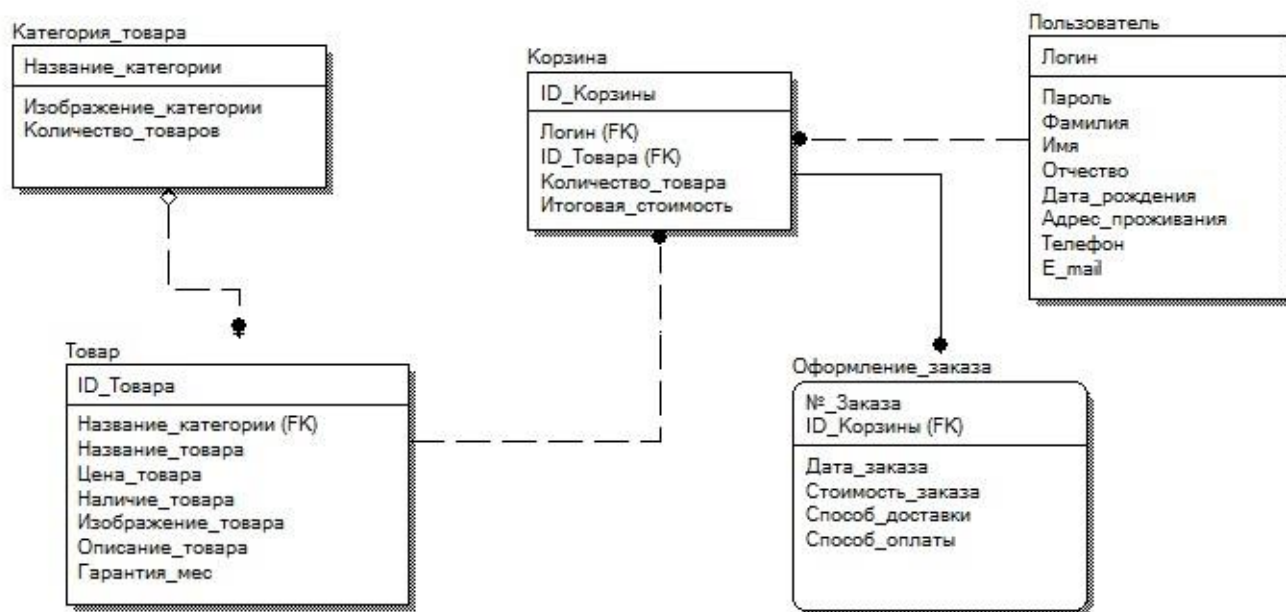 Категория_товара
Название_категории
Изображение_категории
Количество_товаров
Корзина
ID_Корзины
Логин (FK)
ID_Товара (FK)
Количество_товара
Итоговая_стоимость
Пользователь
Логин
Пароль
Фамилия
Имя
Отчество
Дата_рождения
Адрес_проживания
Телефон
E_mail
Товар
ID_Товара
Название_категории (FK)
Название_товара
Цена_товара
Наличие_товара
Изображение_товара
Описание_товара
Гарантия_мес
Оформление_заказа
№_Заказа
ID_Корзины (FK)
Дата_заказа
Стоимость_заказа
Способ_доставки
Способ_оплаты